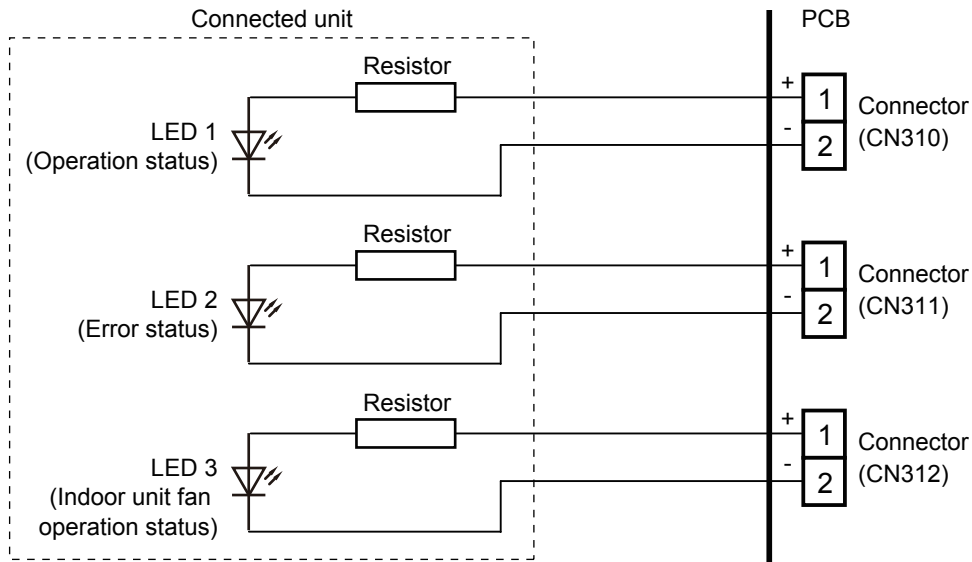 Connected unit
PCB
Resistor
LED 1
(Operation status)
+
-
1
2
Connector
(CN310)
Resistor
LED 2
(Error status)
+
-
1
2
Connector
(CN311)
Resistor
LED 3
(Indoor unit fan
operation status)
+
-
1
2
Connector
(CN312)